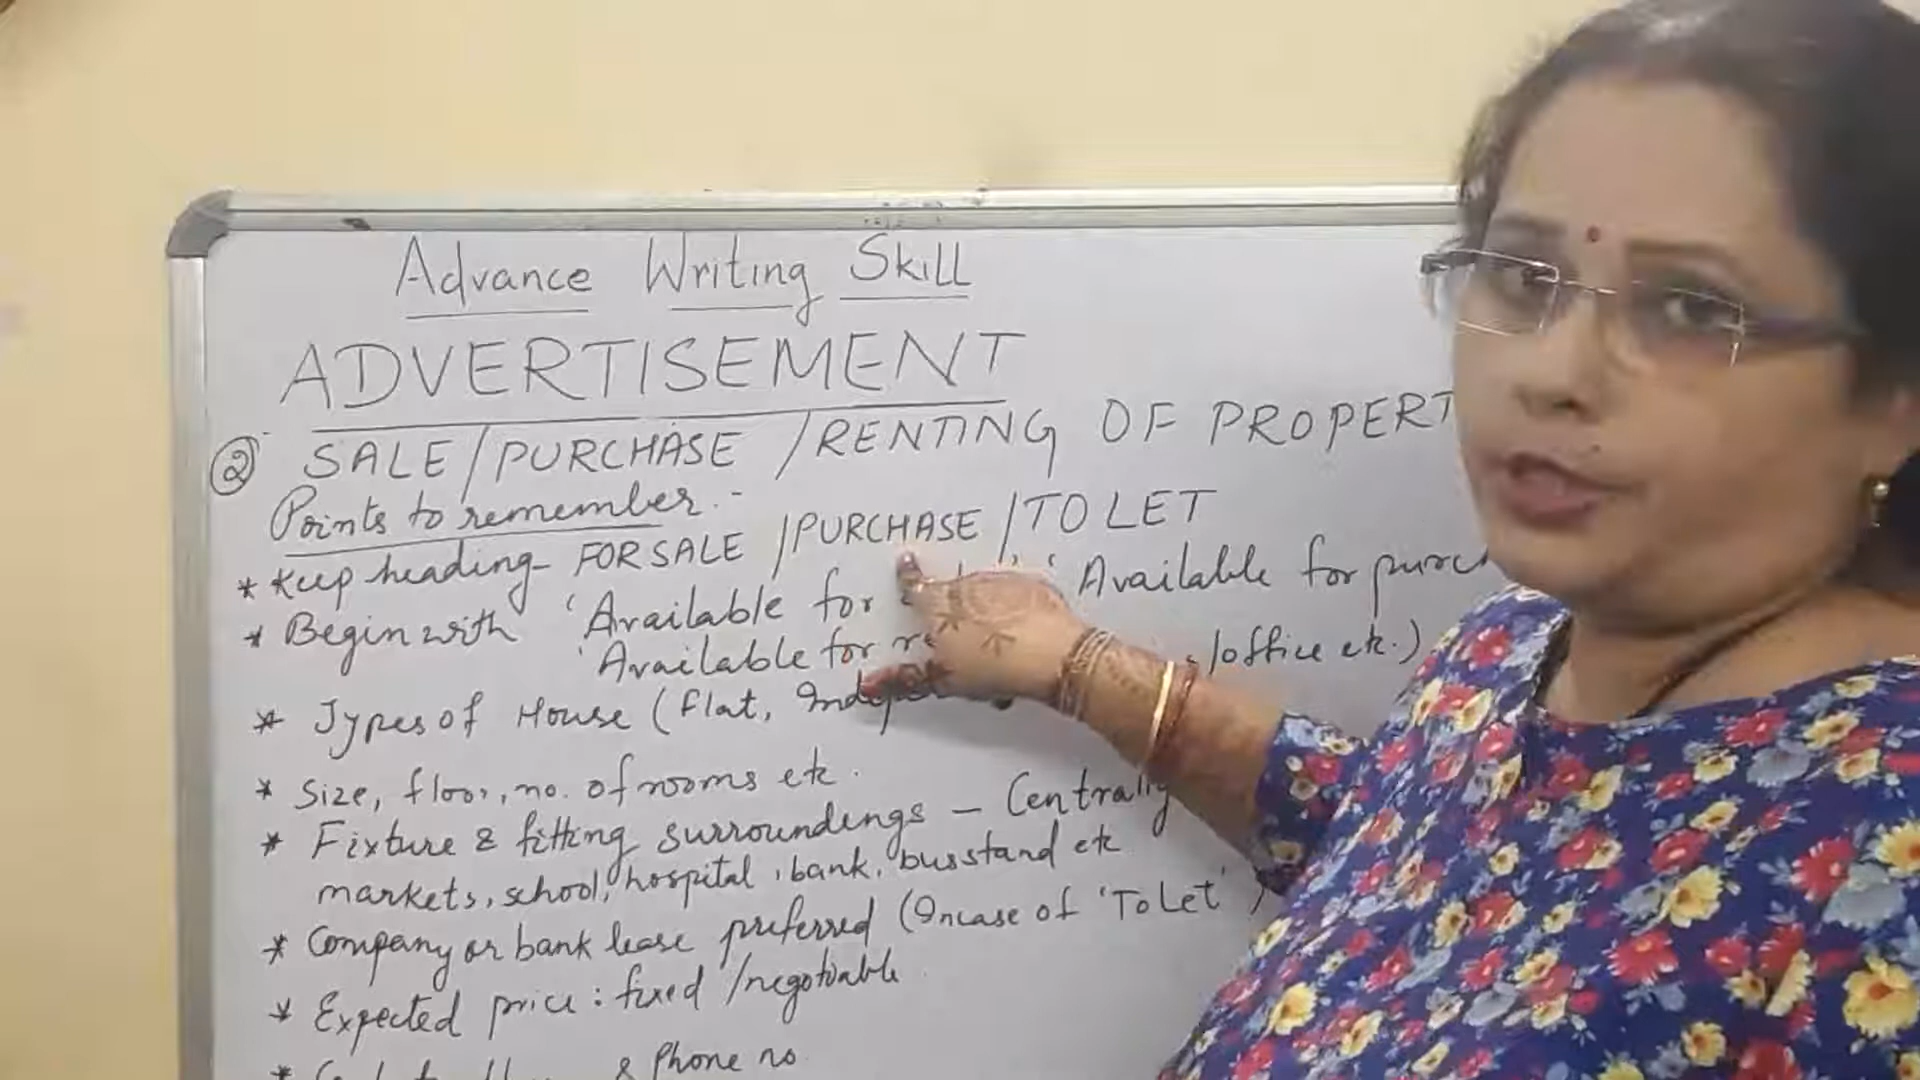 Advance Writing Skill
ADVERTISEMENT
② SALE/PURCHASE/RENTING OF PROPERT
Points to remember:-
* Keep heading- FOR SALE /PURCHASE /TO LET
* Begin with 'Available for 'Available for purc
'Available for
* Types of House (flat, /office etc.)
* Size, floor, no. of rooms etc.
* Fixture & fitting surroundings - Centrally
markets, school, hospital, bank, busstand etc
* Company or bank lease preferred (Incase of 'To Let')
* Expected price: fixed /negotiable
* & Phone no.